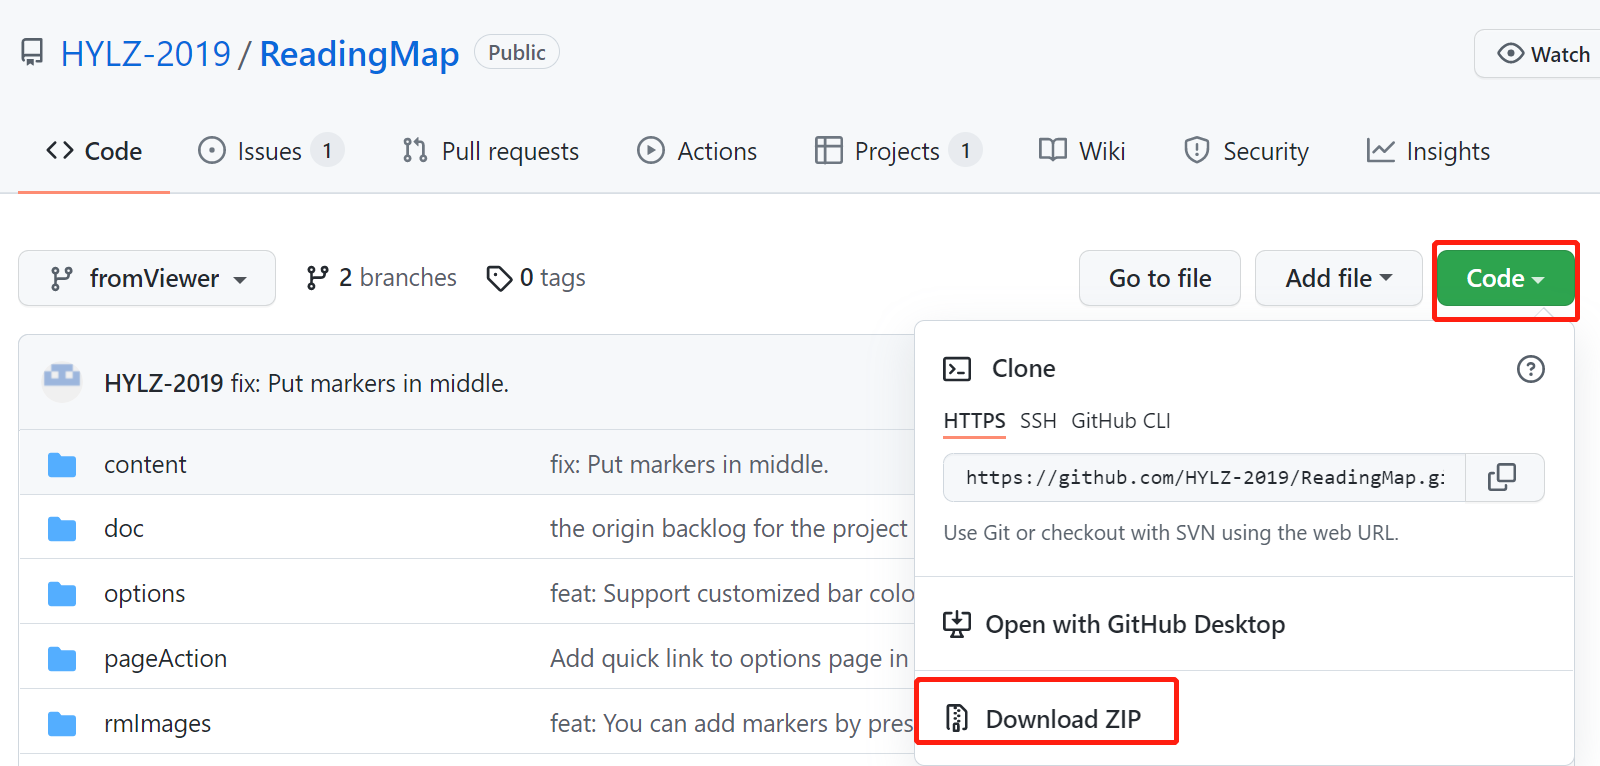 HYLZ-2019 / ReadingMap Public Watch
Code Issues 1 Pull requests Actions Projects 1 Wiki Security Insights
fromViewer 2 branches 0 tags Go to file Add file Code
HYLZ-2019 fix: Put markers in middle.
content fix: Put markers in middle.
doc the origin backlog for the project
options feat: Support customized bar colo
pageAction Add quick link to options page in
rmImages feat: You can add markers by pres
Clone
HTTPS SSH GitHub CLI
https://github.com/HYLZ-2019/ReadingMap.gi
Use Git or checkout with SVN using the web URL.
Open with GitHub Desktop
Download ZIP